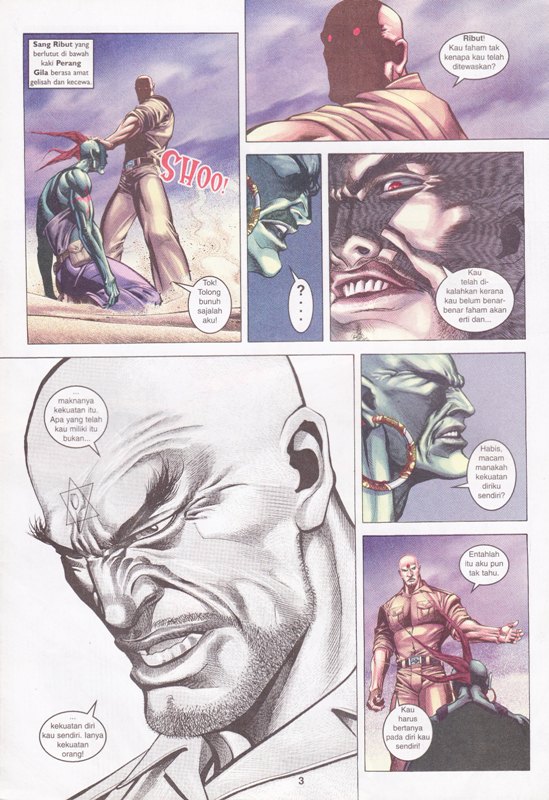 Sang Ribut yang
berlutut di bawah
kaki Perang
Gila berasa amat
gelisah dan kecewa.
SHOO!
Tok!
Tolong
bunuh
sajalah
aku!
Ribut!
Kau faham tak
kenapa kau telah
ditewaskan?
?
....
Kau
telah di-
kalahkan kerana
kau belum benar-
benar faham akan
erti dan...
...
maknanya
kekuatan itu.
Apa yang telah
kau miliki itu
bukan...
...
kekuatan diri
kau sendiri. Ianya
kekuatan
orang!
Habis,
macam
manakah
kekuatan
diriku
sendiri?
Entahlah
itu aku pun
tak tahu.
Kau
harus
bertanya
pada diri kau
sendiri!
3